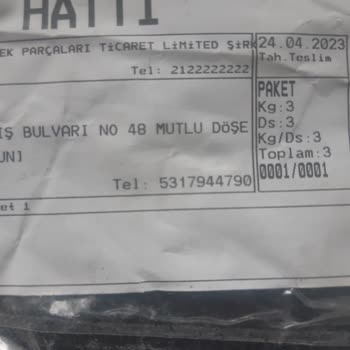 HATTI
EK PARÇALARI TİCARET LİMİTED ŞİRK
24.04.2023
Tah.Teslim
Tel: 2122222222
PAKET
Kg:3
Ds:3
Kg/Ds:3
Toplam:3
0001/0001
IŞ BULVARI NO 48 MUTLU DÖŞE
UN]
Tel: 5317944790
et 1